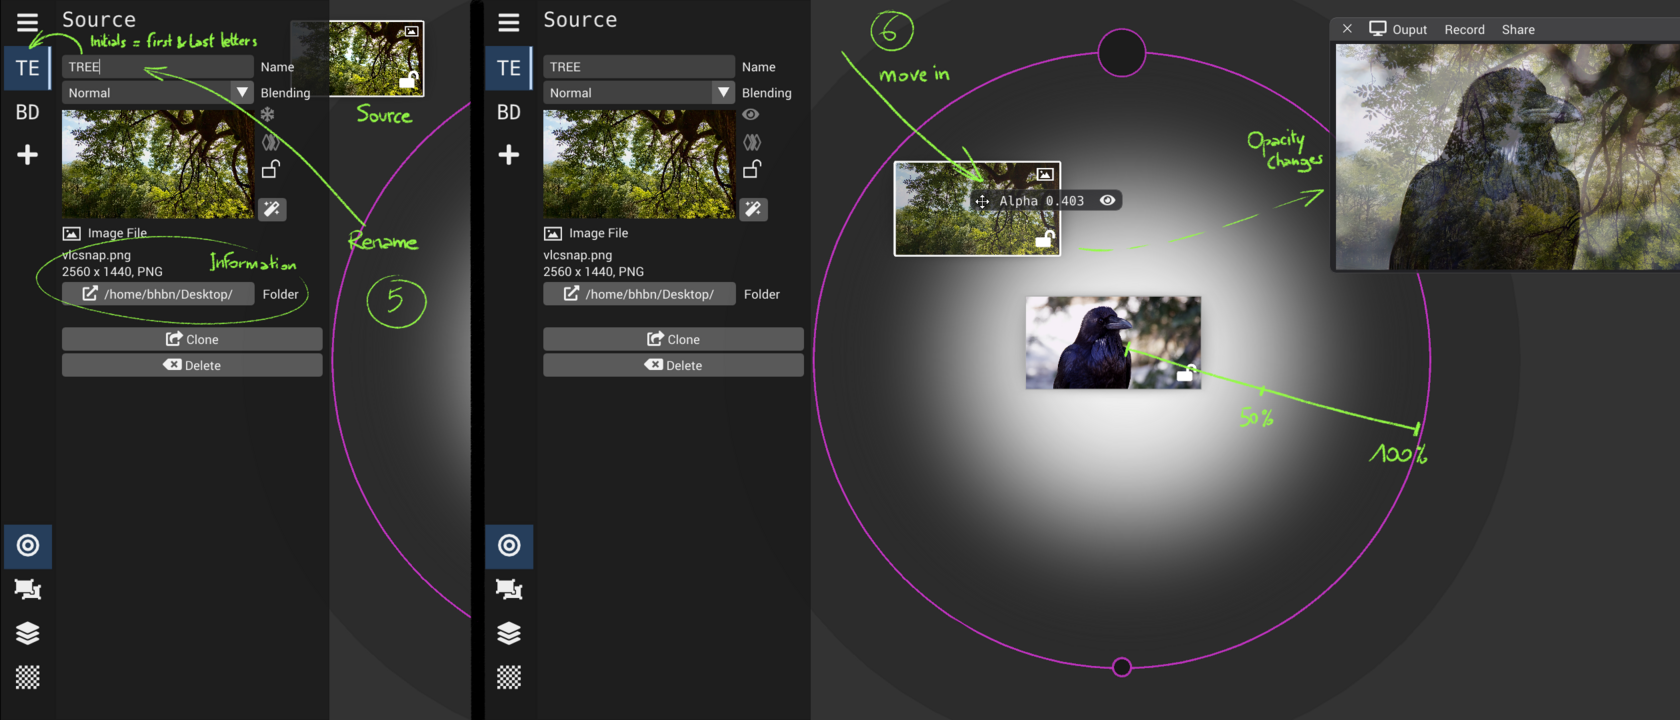 Source
Initials = first & Last letters
TE
TREE
Name
Normal
Blending
BD
Source
Image File
Rename
vlcsnap.png
2560 x 1440, PNG
Information
/home/bhbn/Desktop/
Folder
5
Clone
Delete
Source
TE
TREE
Name
Normal
Blending
BD
Image File
vlcsnap.png
2560 x 1440, PNG
/home/bhbn/Desktop/
Folder
Clone
Delete
6
move in
Alpha 0.403
Opacity
changes
50%
100%
Ouput
Record
Share